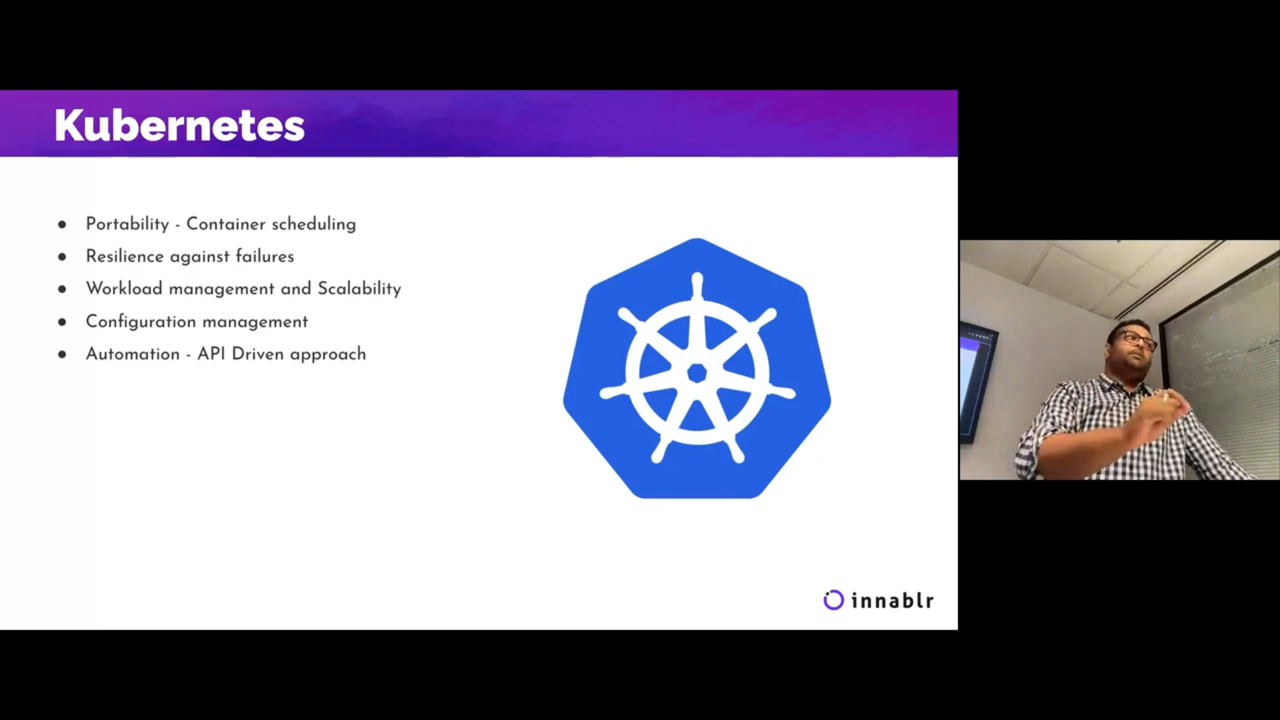 Kubernetes
● Portability - Container scheduling
● Resilience against failures
● Workload management and Scalability
● Configuration management
● Automation - API Driven approach
innablr